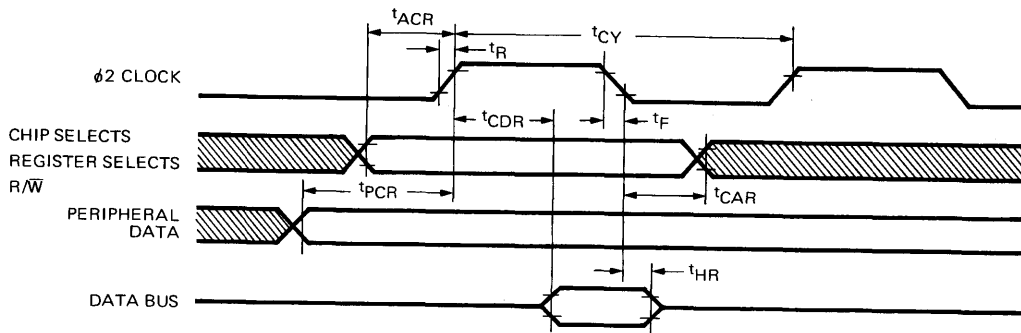 tACR
tCY
tR
ϕ2 CLOCK
tCDR
tF
CHIP SELECTS
REGISTER SELECTS
R/W̅
tPCR
tCAR
PERIPHERAL
DATA
tHR
DATA BUS